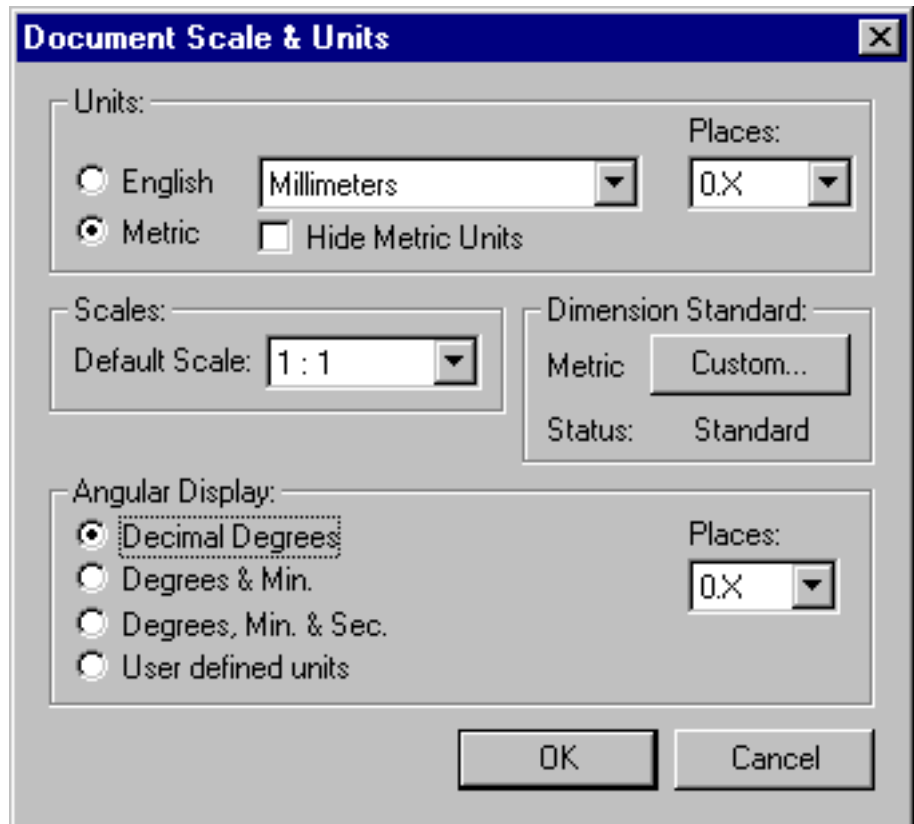 Document Scale & Units
Units:
Places:
English
Millimeters
0.X
Metric
Hide Metric Units
Scales:
Default Scale:
1 : 1
Dimension Standard:
Metric
Custom...
Status:
Standard
Angular Display:
Decimal Degrees
Degrees & Min.
Degrees, Min. & Sec.
User defined units
Places:
0.X
OK
Cancel